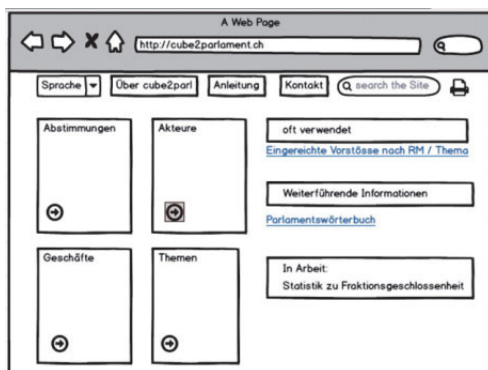 A Web Page
http://cube2parlament.ch
Sprache
Über cube2parl
Anleitung
Kontakt
search the Site
Abstimmungen
Akteure
oft verwendet
Eingereichte Vorstösse nach RM / Thema
Weiterführende Informationen
Parlamentswörterbuch
Geschäfte
Themen
In Arbeit:
Statistik zu Fraktionsgeschlossenheit